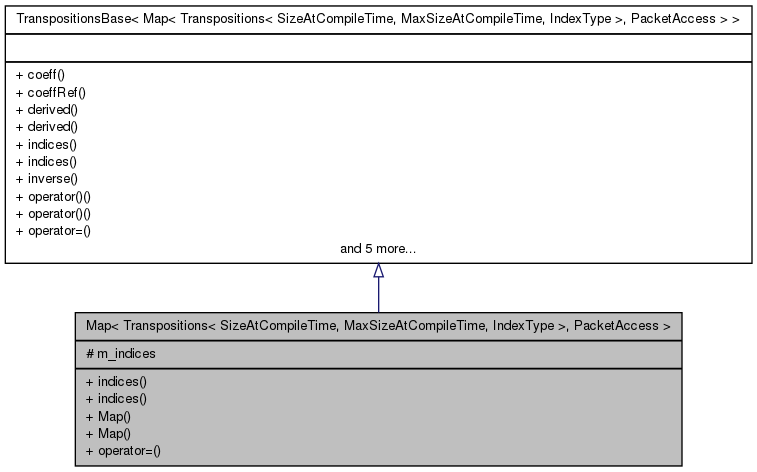 TranspositionsBase< Map< Transpositions< SizeAtCompileTime, MaxSizeAtCompileTime, IndexType >, PacketAccess > >
+ coeff()
+ coeffRef()
+ derived()
+ derived()
+ indices()
+ indices()
+ inverse()
+ operator()()
+ operator()()
+ operator=()
and 5 more...
Map< Transpositions< SizeAtCompileTime, MaxSizeAtCompileTime, IndexType >, PacketAccess >
# m_indices
+ indices()
+ indices()
+ Map()
+ Map()
+ operator=()